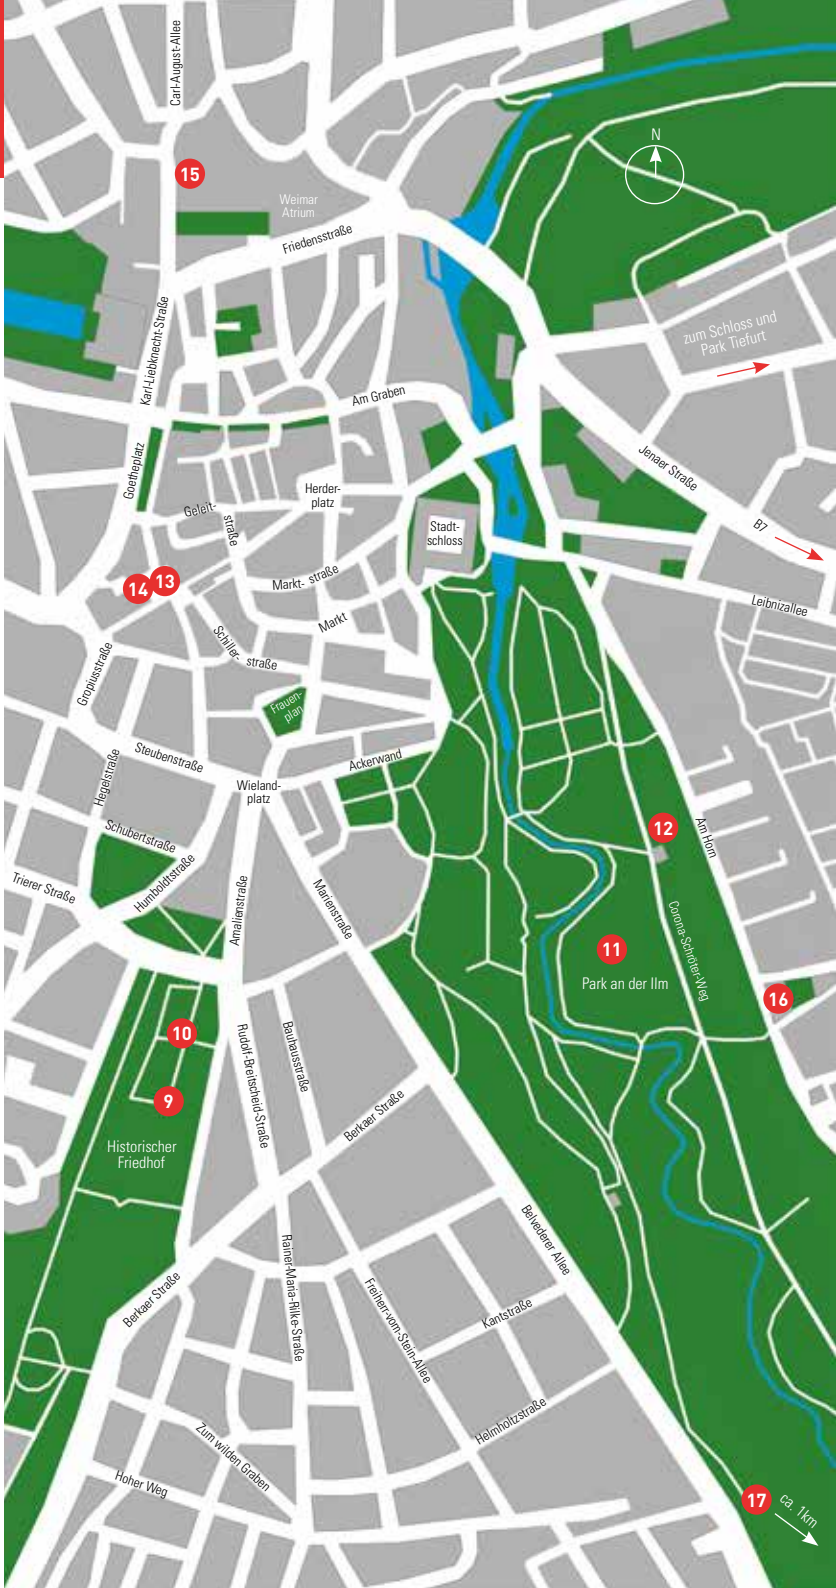 Carl-August-Allee
N
15
Weimar
Atrium
Friedensstraße
zum Schloss und
Park Tiefurt
Karl-Liebknecht-Straße
Am Graben
Goetheplatz
Jenaer Straße
Herder-
platz
Geleit-
straße
Stadt-
schloss
B7
14
13
Markt-
straße
Leibnizallee
Markt
Schiller-
straße
Gropiusstraße
Frauen-
plan
Steubenstraße
Ackerwand
Hegelstraße
Wieland-
platz
Schubertstraße
12
Am Horn
Humboldtstraße
Trierer Straße
Amalienstraße
Marienstraße
Corona-Schröter-Weg
11
Park an der Ilm
16
10
Rudolf-Breitscheid-Straße
Bauhausstraße
9
Berkaer Straße
Historischer
Friedhof
Belvederer Allee
Rainer-Maria-Rilke-Straße
Berkaer Straße
Freiherr-vom-Stein-Allee
Kantstraße
Helmholtzstraße
Zum wilden Graben
Hoher Weg
17
ca. 1km